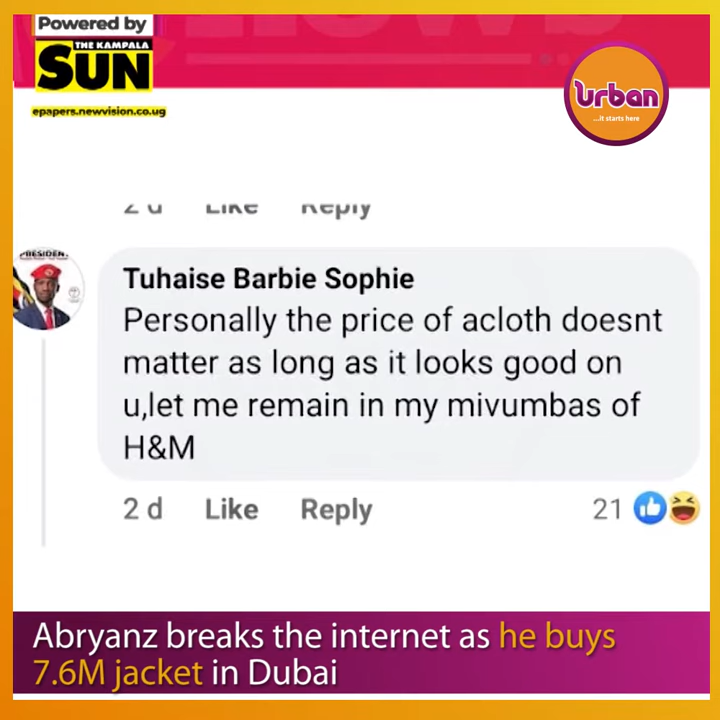 Powered by
THE KAMPALA
SUN
epapers.newvision.co.ug
Urban
...it starts here
2 d Like Reply
Tuhaise Barbie Sophie
Personally the price of acloth doesnt
matter as long as it looks good on
u,let me remain in my mivumbas of
H&M
2 d Like Reply 21
Abryanz breaks the internet as he buys
7.6M jacket in Dubai